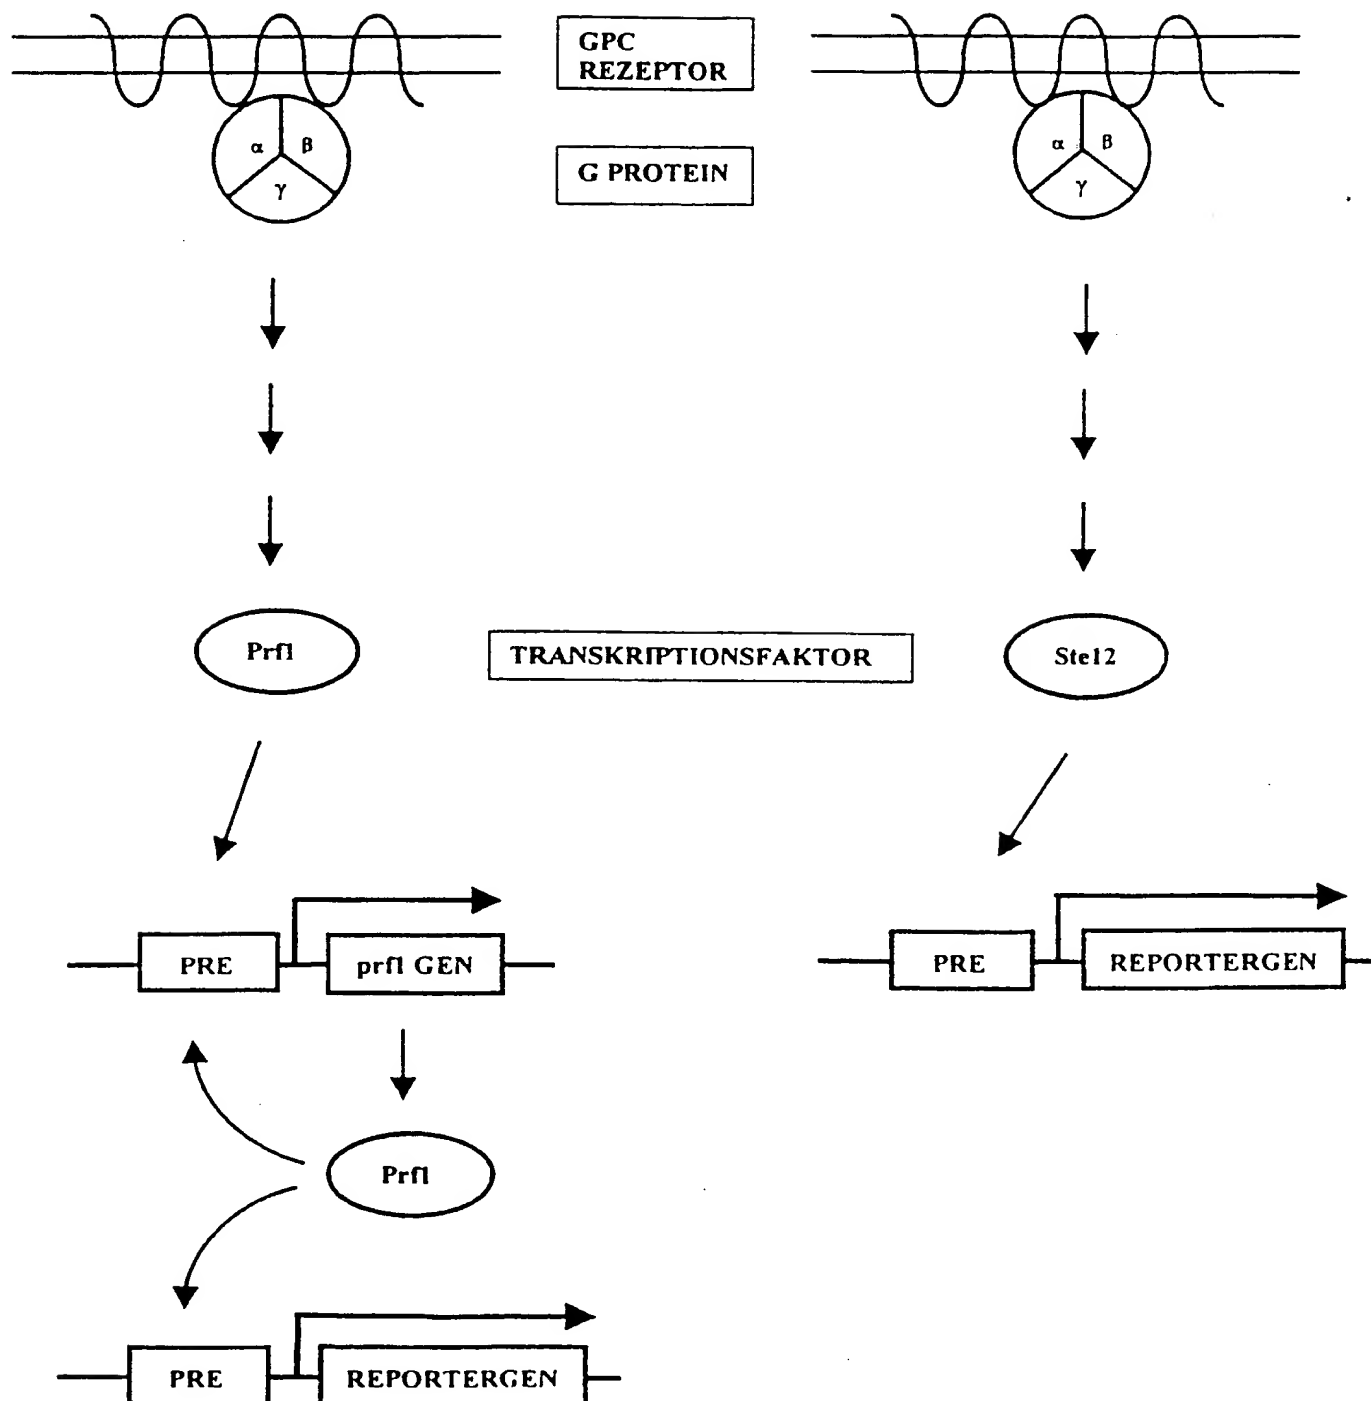 GPC
REZEPTOR
α β
γ
G PROTEIN
α β
γ
Prf1
TRANSKRIPTIONSFAKTOR
Ste12
PRE
prf1 GEN
PRE
REPORTERGEN
Prf1
PRE
REPORTERGEN